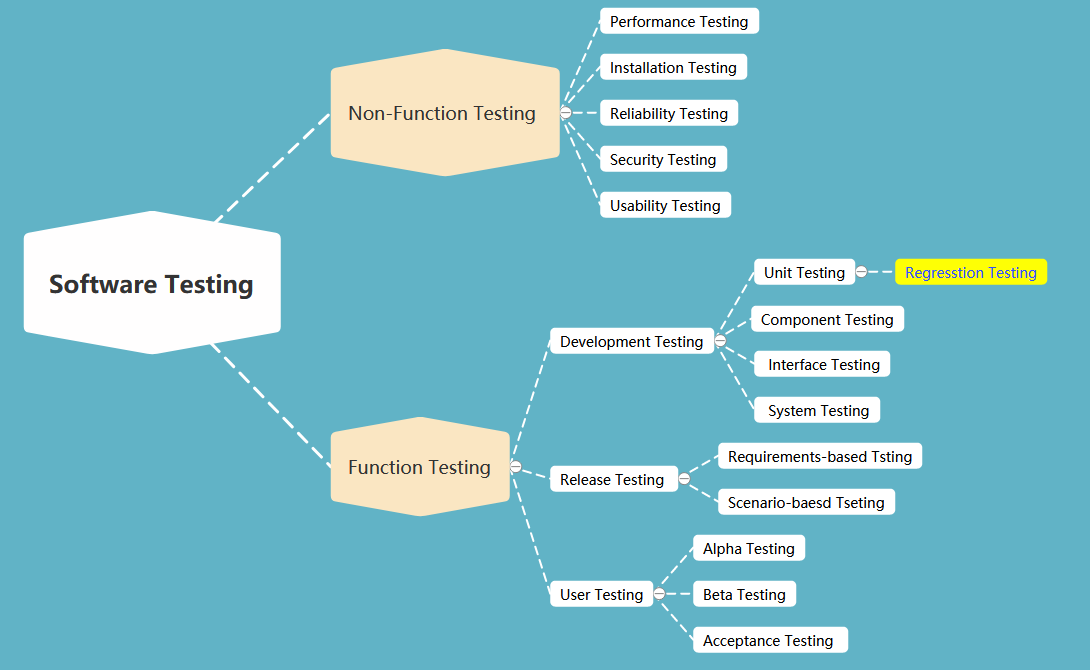 Software Testing
Non-Function Testing
Performance Testing
Installation Testing
Reliability Testing
Security Testing
Usability Testing
Function Testing
Development Testing
Unit Testing
Regresstion Testing
Component Testing
Interface Testing
System Testing
Release Testing
Requirements-based Tsting
Scenario-baesd Tseting
User Testing
Alpha Testing
Beta Testing
Acceptance Testing